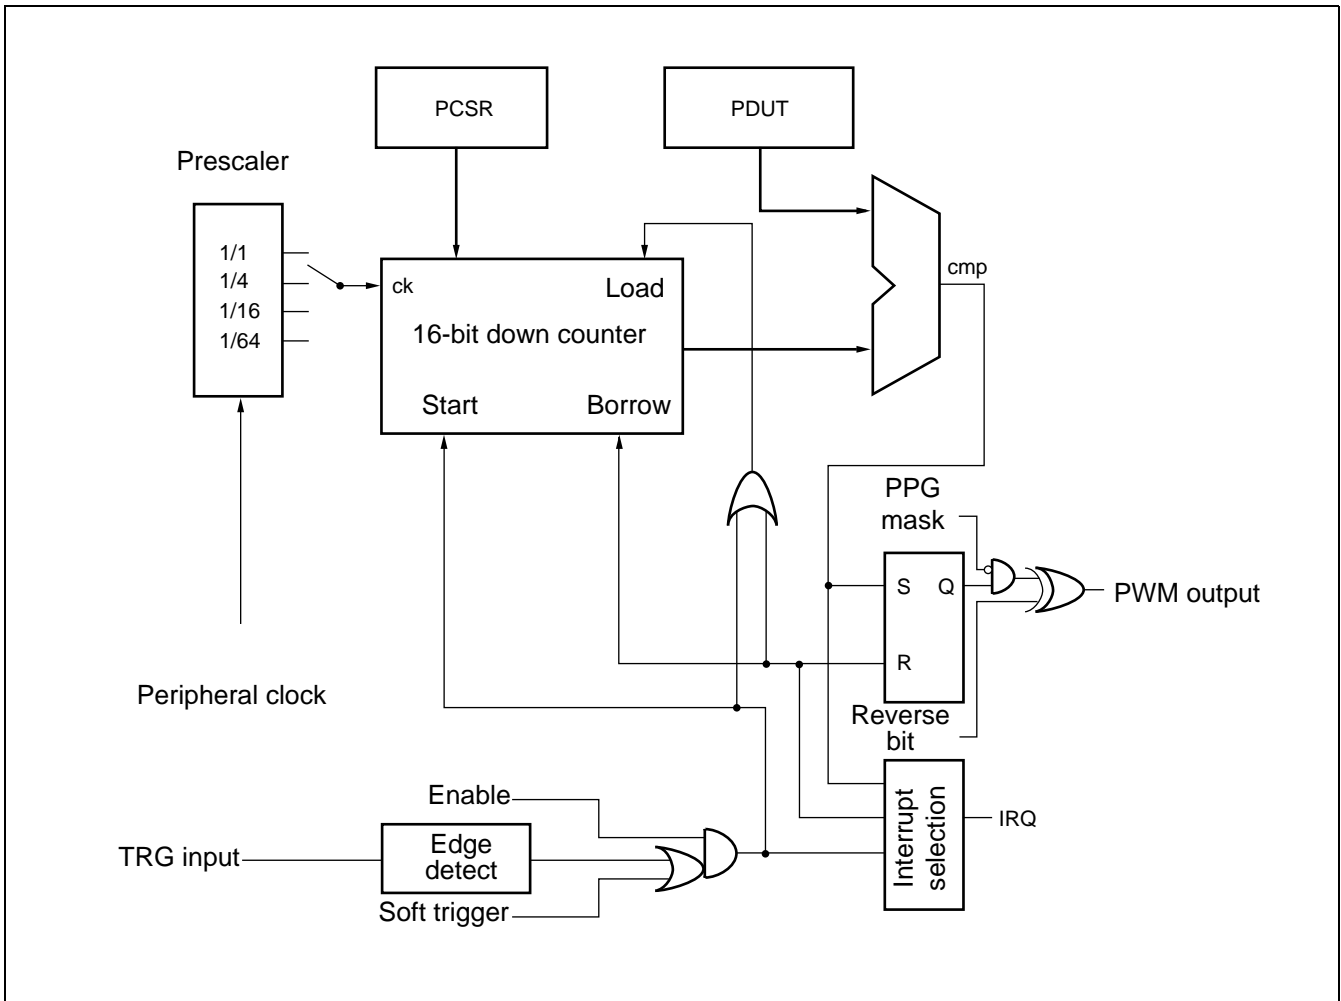 PCSR
PDUT
Prescaler
1/1
1/4
1/16
1/64
ck
Load
16-bit down counter
Start
Borrow
cmp
PPG
mask
S
Q
R
PWM output
Peripheral clock
Reverse
bit
Enable
TRG input
Edge
detect
Soft trigger
Interrupt
selection
IRQ